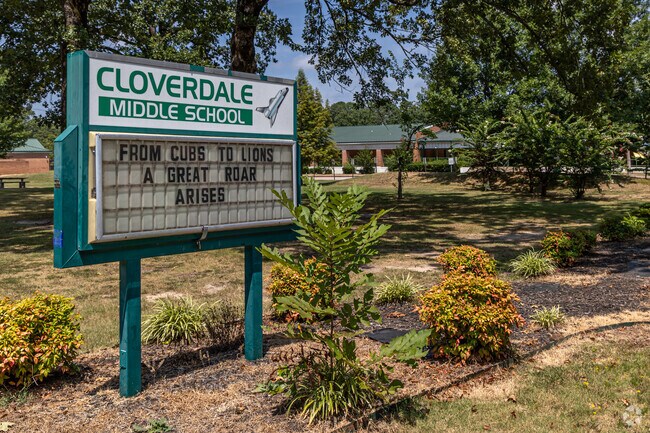 CLOVERDALE
MIDDLE SCHOOL
FROM CUBS TO LIONS
A GREAT ROAR
ARISES